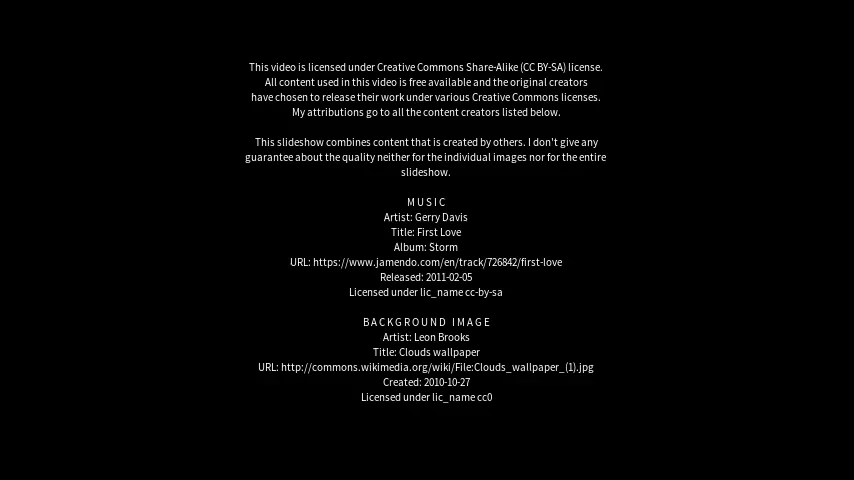 This video is licensed under Creative Commons Share-Alike (CC BY-SA) license.
All content used in this video is free available and the original creators
have chosen to release their work under various Creative Commons licenses.
My attributions go to all the content creators listed below.
This slideshow combines content that is created by others. I don't give any
guarantee about the quality neither for the individual images nor for the entire
slideshow.
MUSIC
Artist: Gerry Davis
Title: First Love
Album: Storm
URL: https://www.jamendo.com/en/track/726842/first-love
Released: 2011-02-05
Licensed under lic_name cc-by-sa
BACKGROUND IMAGE
Artist: Leon Brooks
Title: Clouds wallpaper
URL: http://commons.wikimedia.org/wiki/File:Clouds_wallpaper_(1).jpg
Created: 2010-10-27
Licensed under lic_name cc0